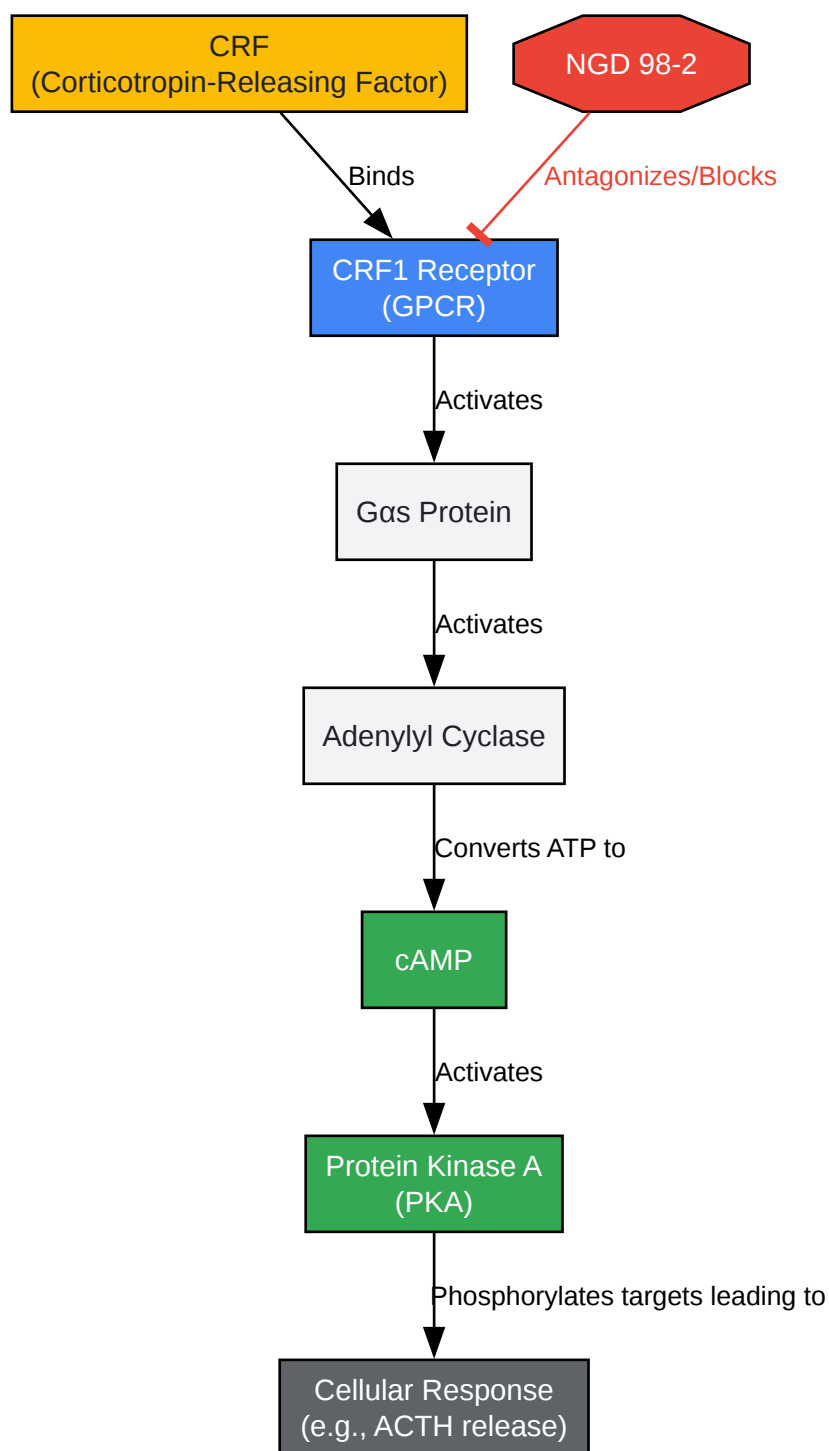 CRF
(Corticotropin-Releasing Factor)
NGD 98-2
Binds
Antagonizes/Blocks
CRF1 Receptor
(GPCR)
Activates
Gαs Protein
Activates
Adenylyl Cyclase
Converts ATP to
cAMP
Activates
Protein Kinase A
(PKA)
Phosphorylates targets leading to
Cellular Response
(e.g., ACTH release)